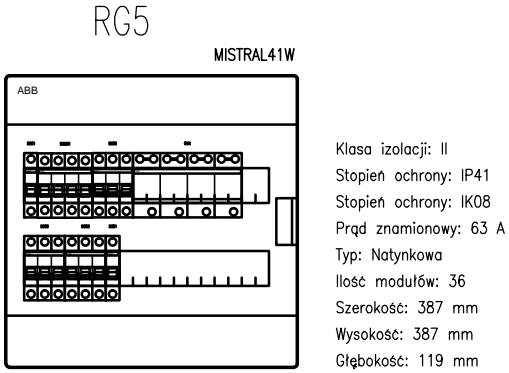 RG5
MISTRAL41W
ABB
Klasa izolacji: II
Stopień ochrony: IP41
Stopień ochrony: IK08
Prąd znamionowy: 63 A
Typ: Natynkowa
Ilość modułów: 36
Szerokość: 387 mm
Wysokość: 387 mm
Głębokość: 119 mm